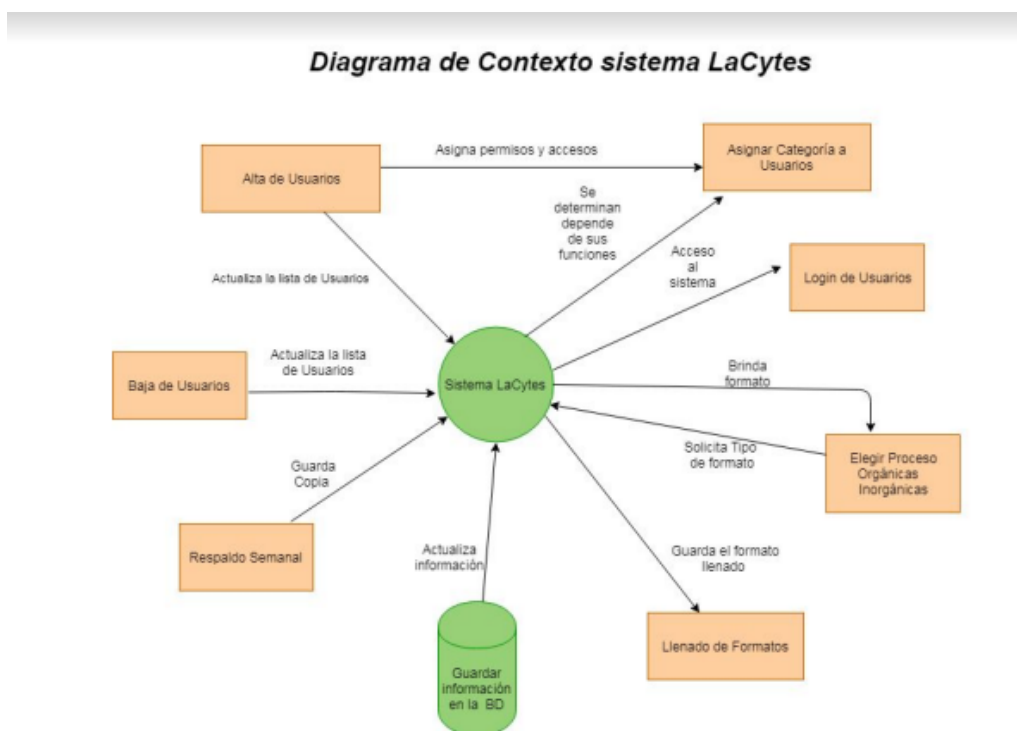 Diagrama de Contexto sistema LaCytes
Asigna permisos y accesos
Asignar Categoría a
Usuarios
Alta de Usuarios
Se
determinan
depende
de sus
funciones
Acceso
al
sistema
Actualiza la lista de Usuarios
Login de Usuarios
Actualiza la lista
de Usuarios
Baja de Usuarios
Sistema LaCytes
Brinda
formato
Solicita Tipo
de formato
Elegir Proceso
Orgânicas
Inorgánicas
Guarda
Copia
Respaldo Semanal
Actualiza
información
Guarda el formato
llenado
Llenado de Formatos
Guardar
información
en la BD